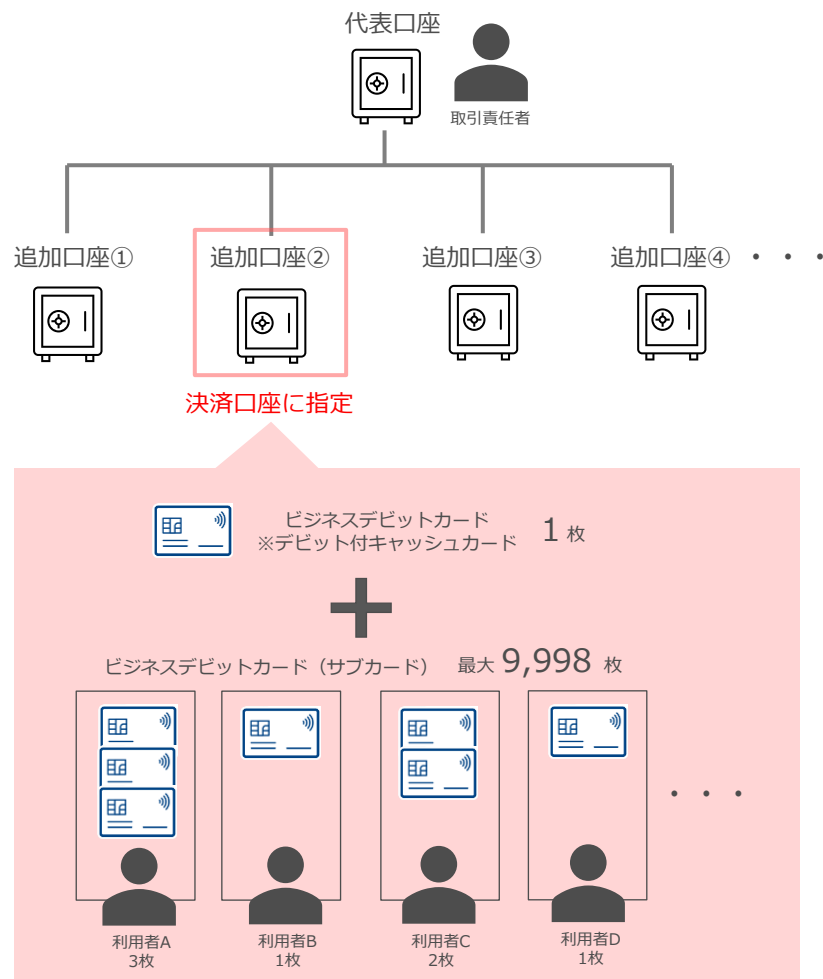 代表口座
取引責任者
追加口座①
追加口座②
追加口座③
追加口座④ ・・・
決済口座に指定
ビジネスデビットカード
※デビット付キャッシュカード
1 枚
ビジネスデビットカード（サブカード） 最大 9,998 枚
・・・
利用者A
3枚
利用者B
1枚
利用者C
2枚
利用者D
1枚